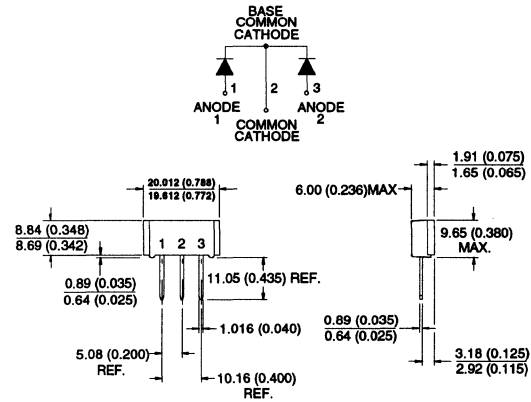 BASE
COMMON
CATHODE
1 2 3
ANODE
1
ANODE
2
COMMON
CATHODE
20.012 (0.788)
19.612 (0.772)
6.00 (0.236)MAX
1.91 (0.075)
1.65 (0.065)
8.84 (0.348)
8.69 (0.342)
1 2 3
9.65 (0.380)
MAX.
0.89 (0.035)
0.64 (0.025)
11.05 (0.435) REF.
1.016 (0.040)
0.89 (0.035)
0.64 (0.025)
5.08 (0.200)
REF.
10.16 (0.400)
REF.
3.18 (0.125)
2.92 (0.115)